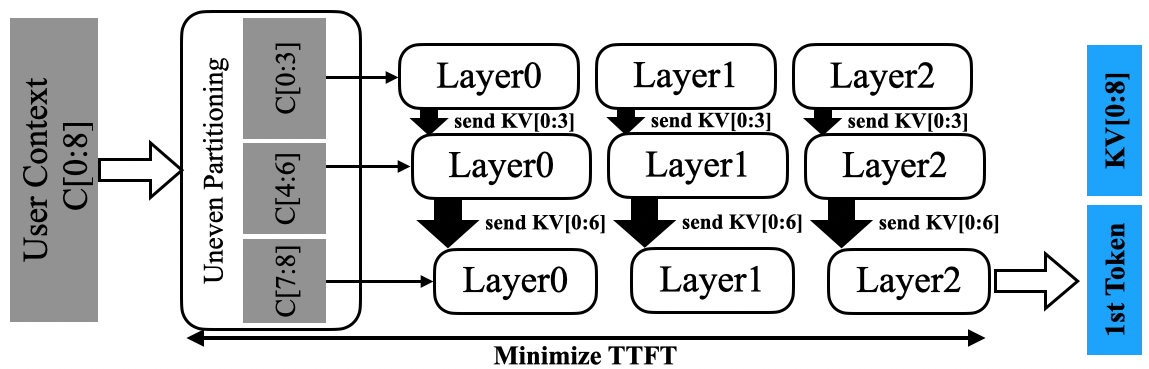 User Context
C[0:8]
Uneven Partitioning
C[0:3]
C[4:6]
C[7:8]
Layer0
Layer1
Layer2
send KV[0:3]
send KV[0:3]
send KV[0:3]
Layer0
Layer1
Layer2
send KV[0:6]
send KV[0:6]
send KV[0:6]
Layer0
Layer1
Layer2
KV[0:8]
1st Token
Minimize TTFT